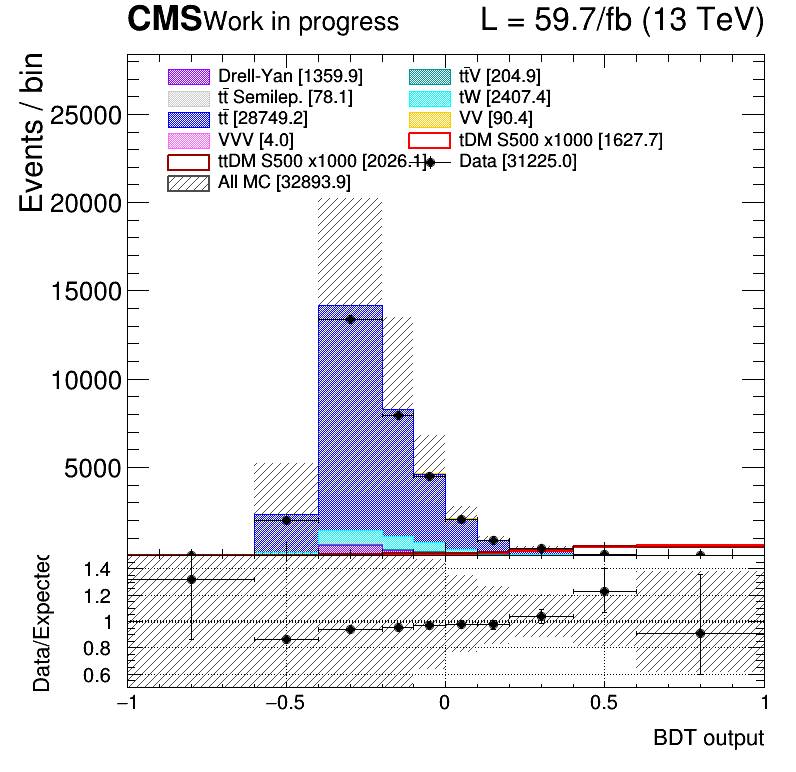 CMS Work in progress L = 59.7/fb (13 TeV)
Events / bin
Drell-Yan [1359.9] tt̄V [204.9]
tt̄ Semilep. [78.1] tW [2407.4]
tt̄ [28749.2] VV [90.4]
VVV [4.0] tDM S500 x1000 [1627.7]
ttDM S500 x1000 [2026.1] Data [31225.0]
All MC [32893.9]
25000
20000
15000
10000
5000
Data/Expected
1.4
1.2
1
0.8
0.6
−1 −0.5 0 0.5 1
BDT output